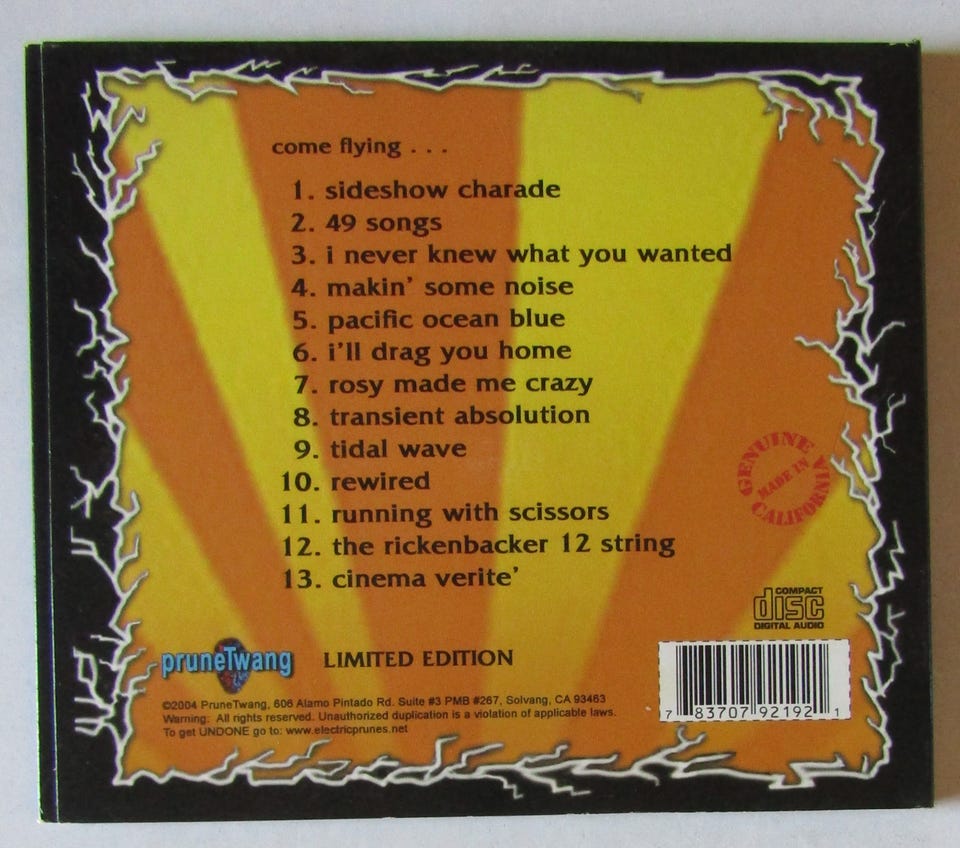 come flying . . .
1. sideshow charade
2. 49 songs
3. i never knew what you wanted
4. makin' some noise
5. pacific ocean blue
6. i'll drag you home
7. rosy made me crazy
8. transient absolution
9. tidal wave
10. rewired
11. running with scissors
12. the rickenbacker 12 string
13. cinema verite'
GENUINE
MADE IN
CALIFORNIA
COMPACT
disc
DIGITAL AUDIO
pruneTwang
LIMITED EDITION
©2004 PruneTwang, 606 Alamo Pintado Rd. Suite #3 PMB #267, Solvang, CA 93463
Warning: All rights reserved. Unauthorized duplication is a violation of applicable laws.
To get UNDONE go to: www.electricprunes.net
7 83707 92192 1